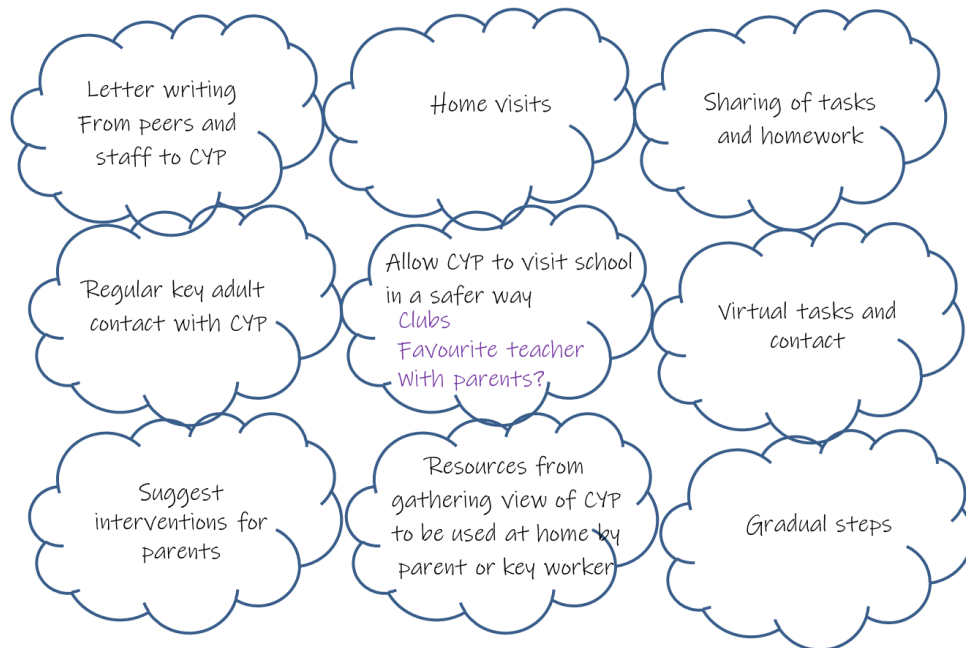 Letter writing
From peers and
staff to CYP
Home visits
Sharing of tasks
and homework
Regular key adult
contact with CYP
Allow CYP to visit school
in a safer way
Clubs
Favourite teacher
With parents?
Virtual tasks and
contact
Suggest
interventions for
parents
Resources from
gathering view of CYP
to be used at home by
parent or key worker
Gradual steps